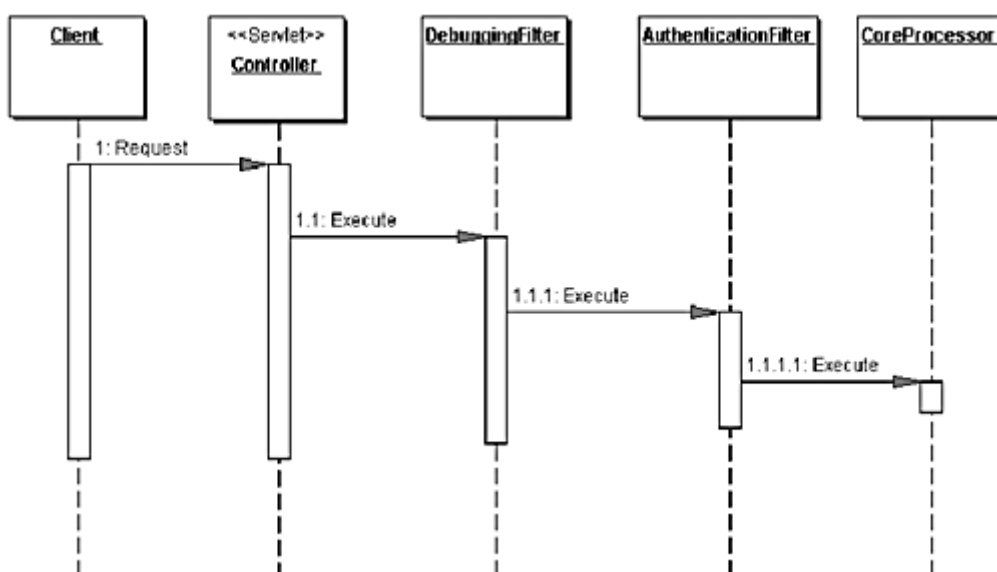 Client
<<Servlet>>
Controller
DebuggingFilter
AuthenticationFilter
CoreProcessor
1: Request
1.1: Execute
1.1.1: Execute
1.1.1.1: Execute